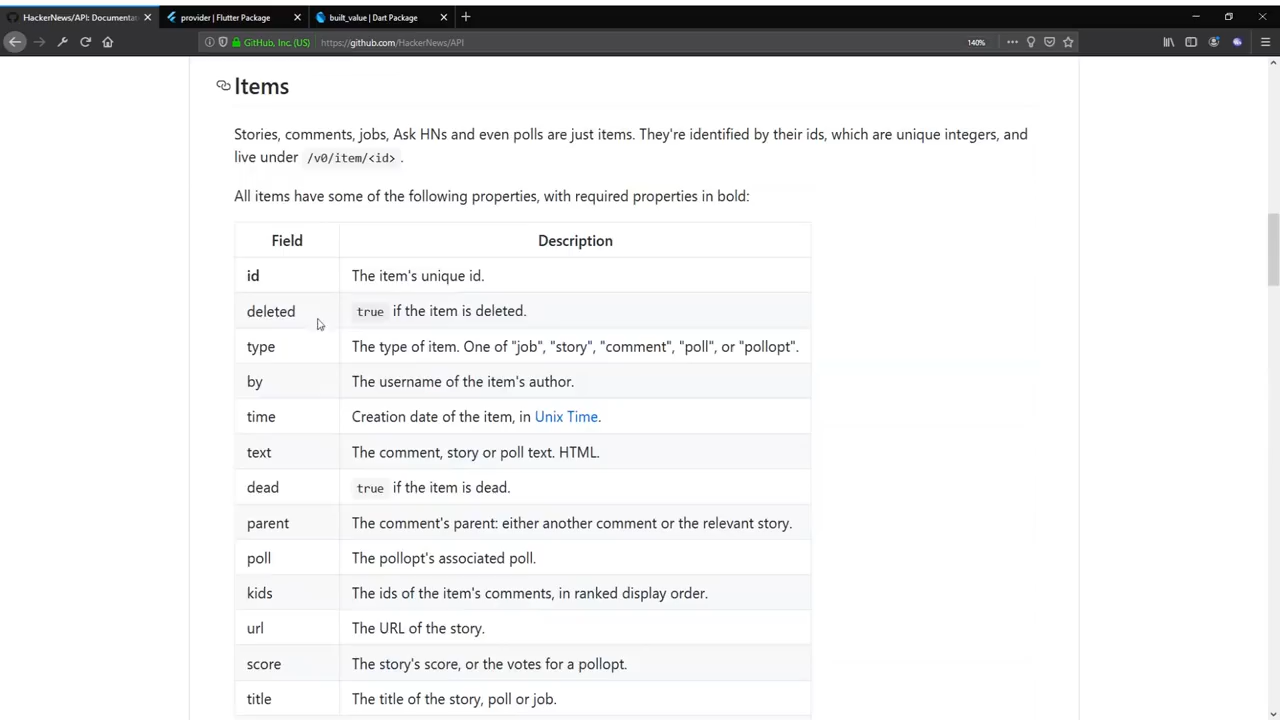 HackerNews/API: Documentat
provider | Flutter Package
built_value | Dart Package
GitHub, Inc. (US)
https://github.com/HackerNews/API
140%
Items
Stories, comments, jobs, Ask HNs and even polls are just items. They're identified by their ids, which are unique integers, and
live under /v0/item/<id> .
All items have some of the following properties, with required properties in bold:
Field Description
id The item's unique id.
deleted true if the item is deleted.
type The type of item. One of "job", "story", "comment", "poll", or "pollopt".
by The username of the item's author.
time Creation date of the item, in Unix Time.
text The comment, story or poll text. HTML.
dead true if the item is dead.
parent The comment's parent: either another comment or the relevant story.
poll The pollopt's associated poll.
kids The ids of the item's comments, in ranked display order.
url The URL of the story.
score The story's score, or the votes for a pollopt.
title The title of the story, poll or job.